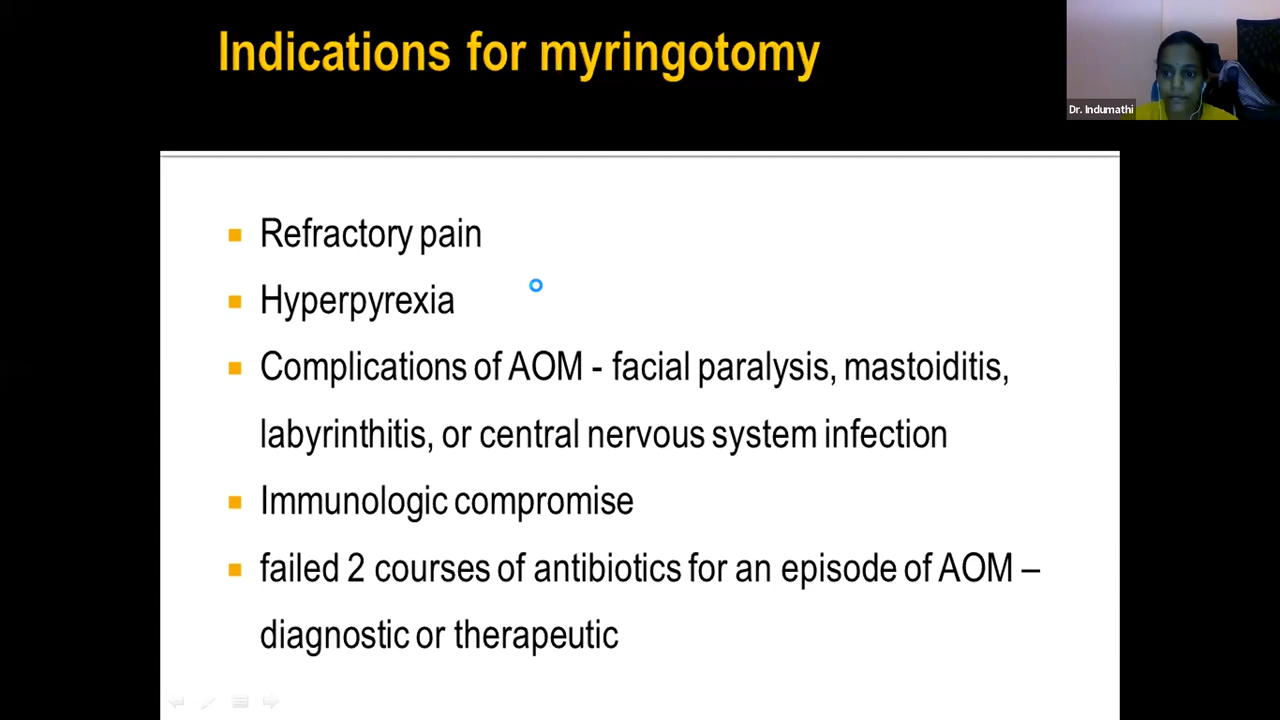 Indications for myringotomy
Dr. Indumathi
Refractory pain
Hyperpyrexia
Complications of AOM - facial paralysis, mastoiditis,
labyrinthitis, or central nervous system infection
Immunologic compromise
failed 2 courses of antibiotics for an episode of AOM –
diagnostic or therapeutic